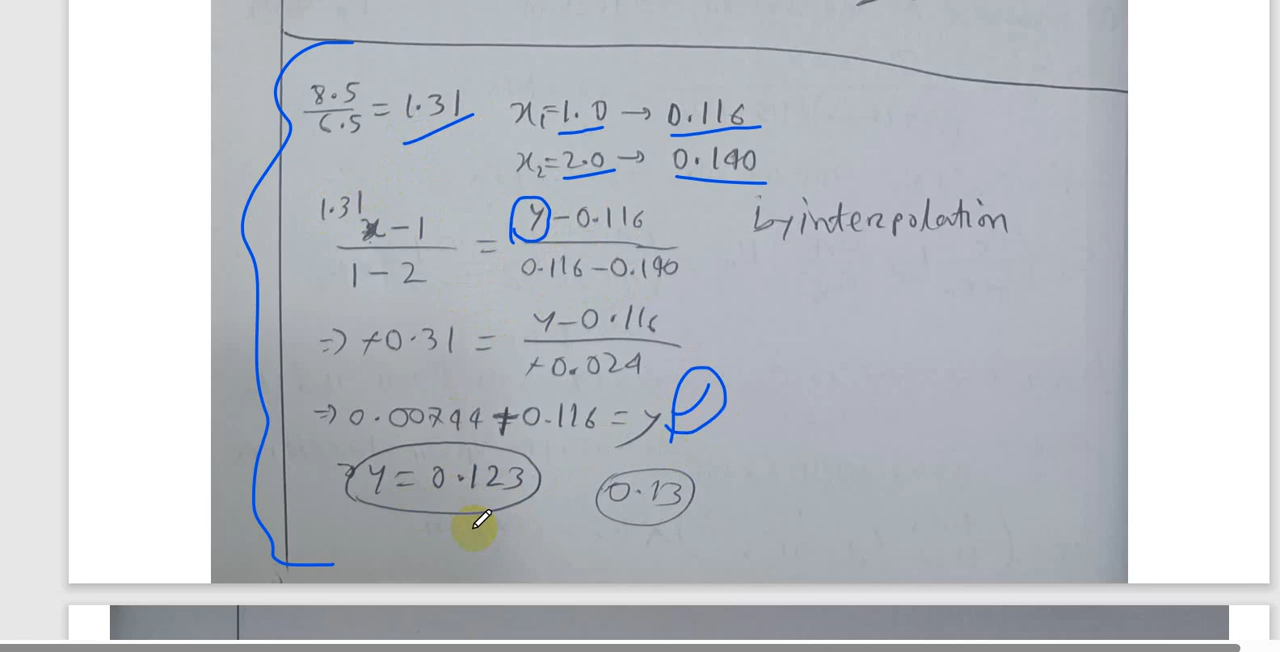 8.5/6.5 = 1.31 x₁=1.0 → 0.116
x₂=2.0 → 0.140
1.31
x-1/1-2 = y-0.116/0.116-0.140 by interpolation
⇒ +0.31 = y-0.116/+0.024
⇒ 0.00744+0.116 = y
⇒ y = 0.123 0.13